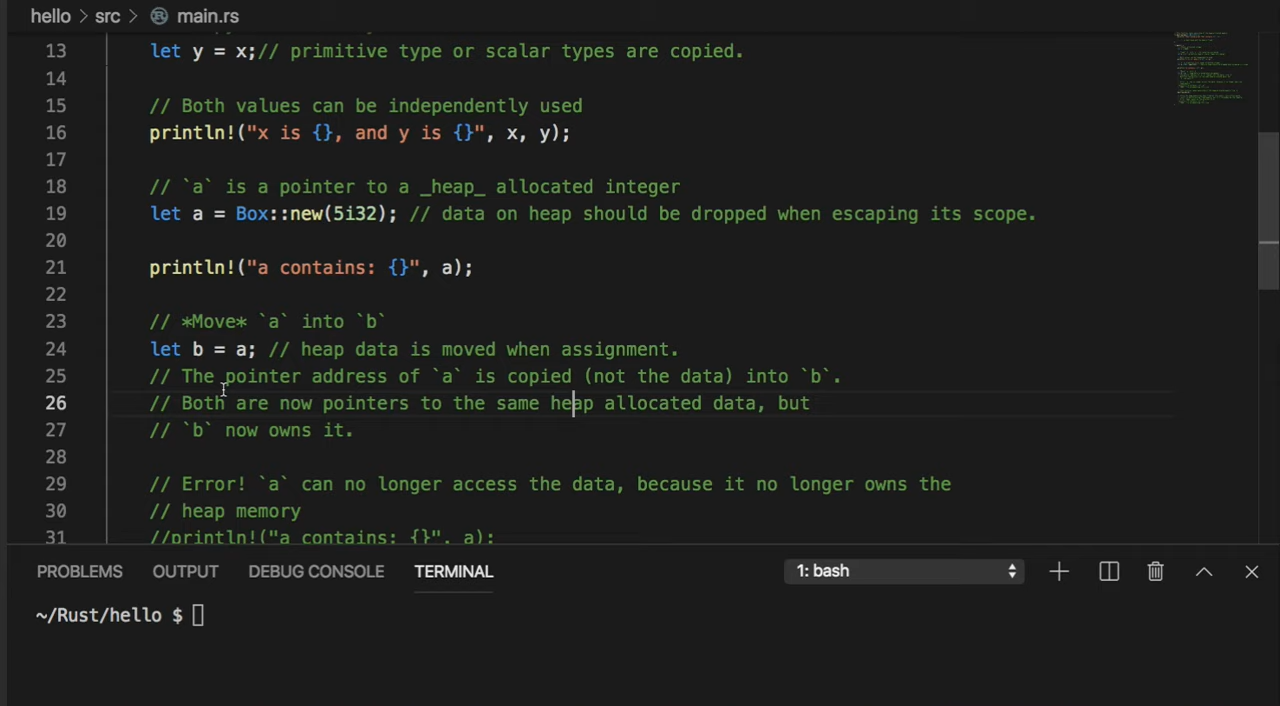 hello > src > main.rs
13 let y = x;// primitive type or scalar types are copied.
14
15 // Both values can be independently used
16 println!("x is {}, and y is {}", x, y);
17
18 // `a` is a pointer to a _heap_ allocated integer
19 let a = Box::new(5i32); // data on heap should be dropped when escaping its scope.
20
21 println!("a contains: {}", a);
22
23 // *Move* `a` into `b`
24 let b = a; // heap data is moved when assignment.
25 // The pointer address of `a` is copied (not the data) into `b`.
26 // Both are now pointers to the same heap allocated data, but
27 // `b` now owns it.
28
29 // Error! `a` can no longer access the data, because it no longer owns the
30 // heap memory
31 //println!("a contains: {}", a);
PROBLEMS OUTPUT DEBUG CONSOLE TERMINAL 1: bash
~/Rust/hello $